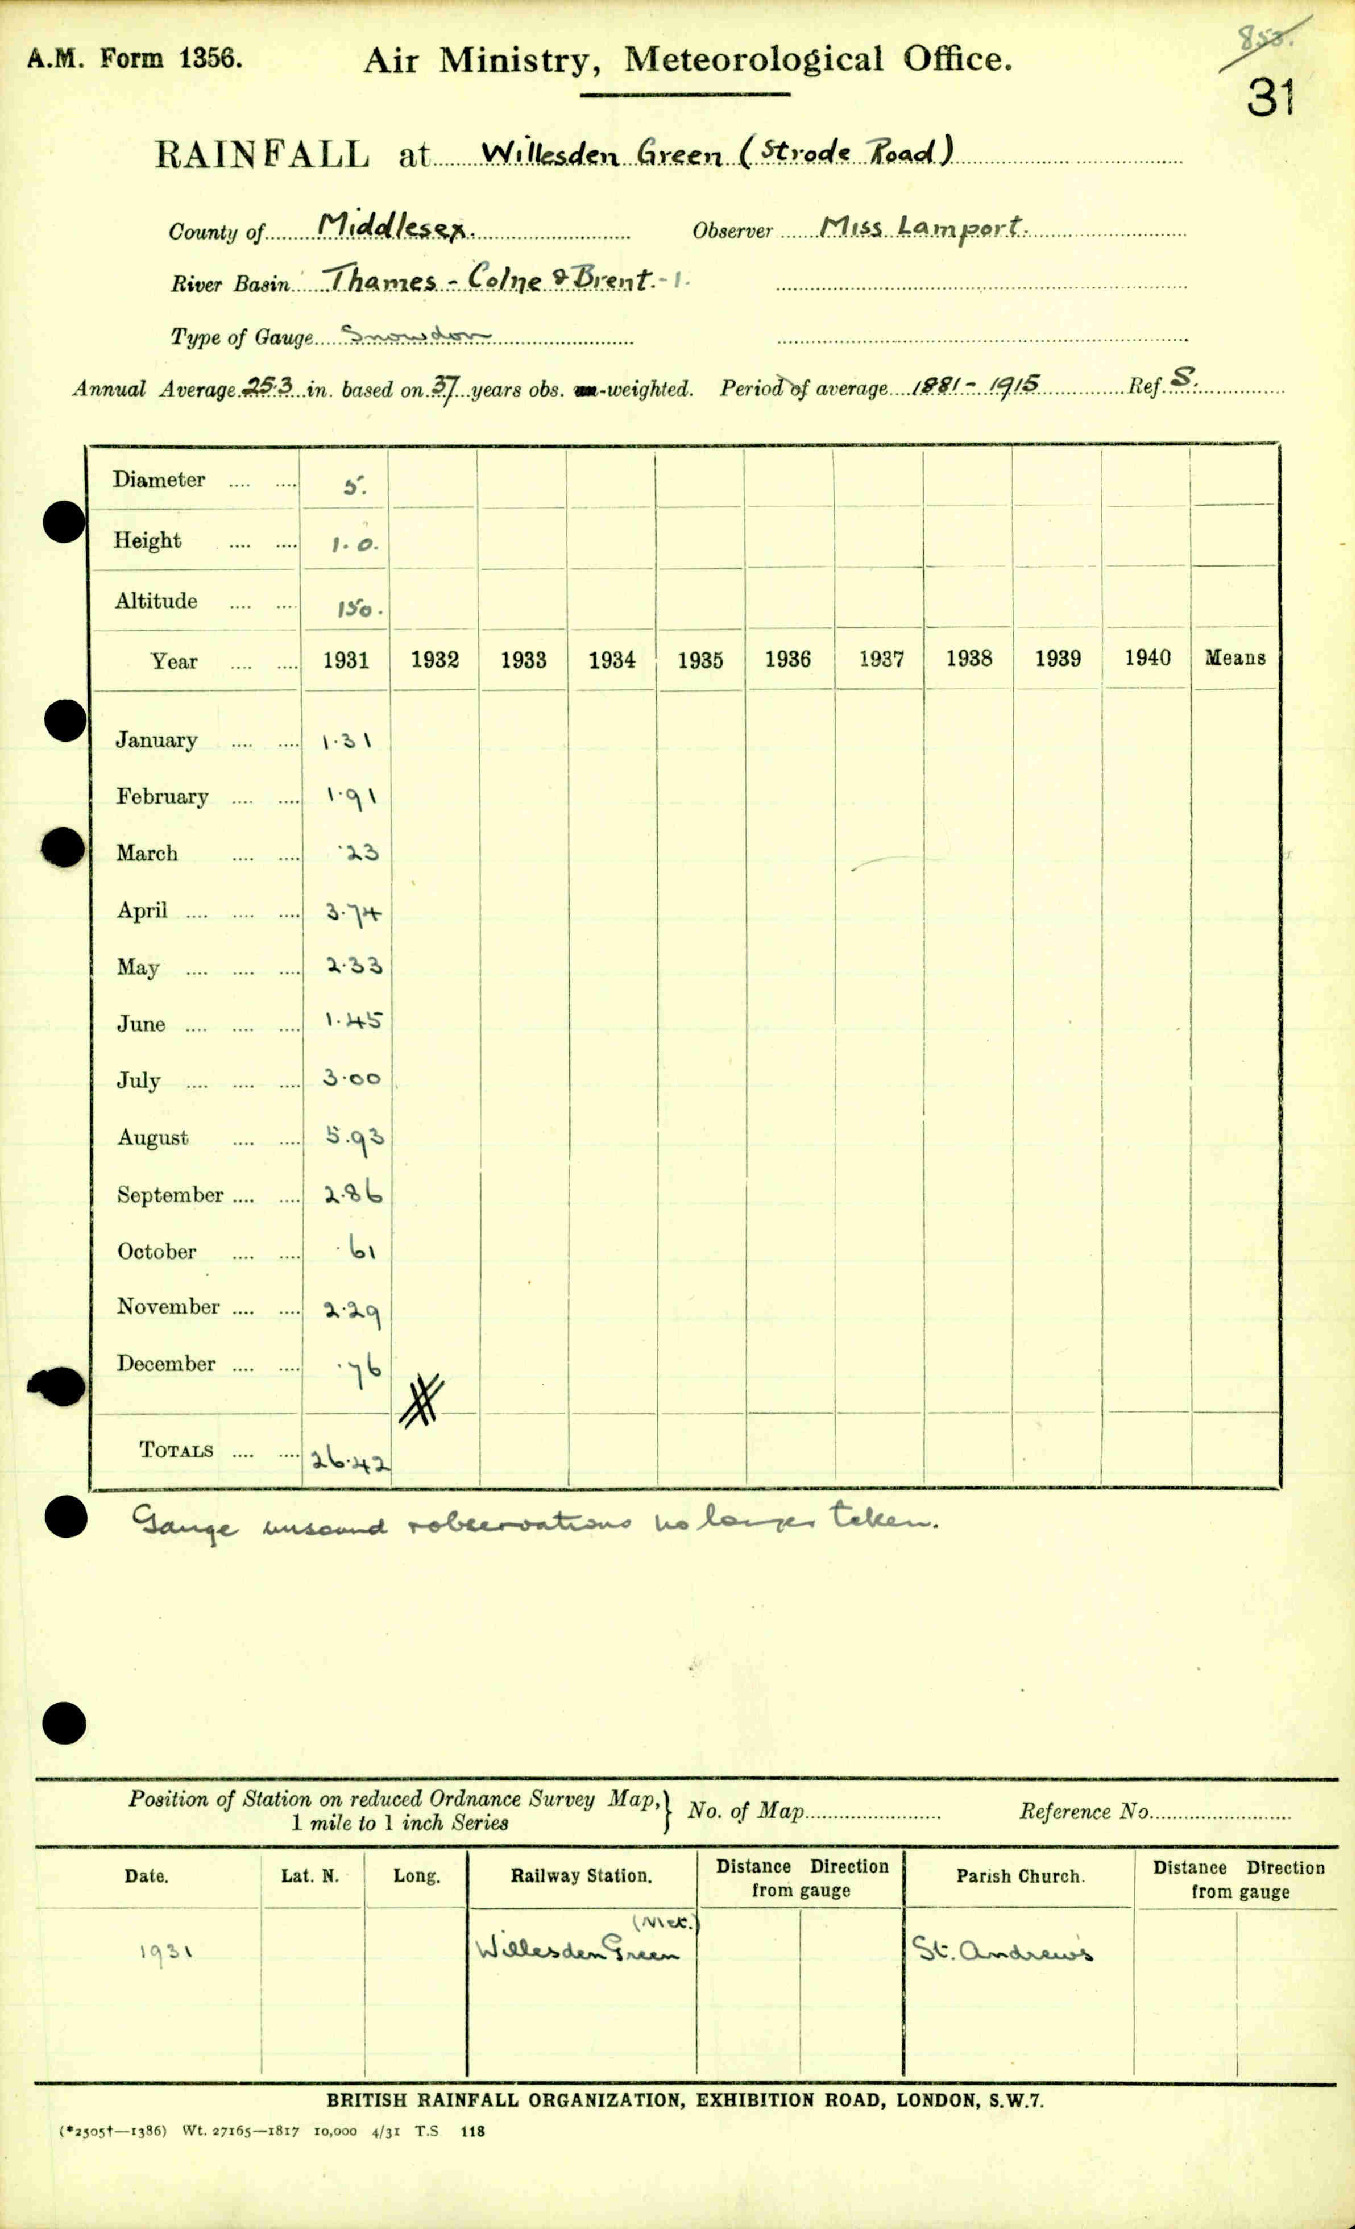 850.
31
A.M. Form 1356. Air Ministry, Meteorological Office.
RAINFALL at Willesden Green (Strode Road)
County of Middlesex. Observer Miss Lamport.
River Basin Thames - Colne & Brent. - 1.
Type of Gauge Snowdon
Annual Average 25.3 in. based on 37 years obs. un-weighted. Period of average 1881 - 1915 Ref. S.
Diameter .... .... 5.
Height .... .... 1. 0.
Altitude .... .... 150.
Year .... .... 1931 1932 1933 1934 1935 1936 1937 1938 1939 1940 Means
January .... .... 1.31
February .... .... 1.91
March .... .... .23
April .... .... .... 3.74
May .... .... .... 2.33
June .... .... .... 1.45
July .... .... .... 3.00
August .... .... 5.93
September .... .... 2.86
October .... .... .61
November .... .... 2.29
December .... .... .76
TOTALS .... .... 26.42
Gauge unsound & observations no longer taken.
Position of Station on reduced Ordnance Survey Map, 1 mile to 1 inch Series } No. of Map Reference No.
Date. Lat. N. Long. Railway Station. Distance Direction from gauge Parish Church. Distance Direction from gauge
(Met.)
1931 Willesden Green St. Andrew's
BRITISH RAINFALL ORGANIZATION, EXHIBITION ROAD, LONDON, S.W.7.
(*2505†—1386) Wt. 27165—1817 10,000 4/31 T.S 118